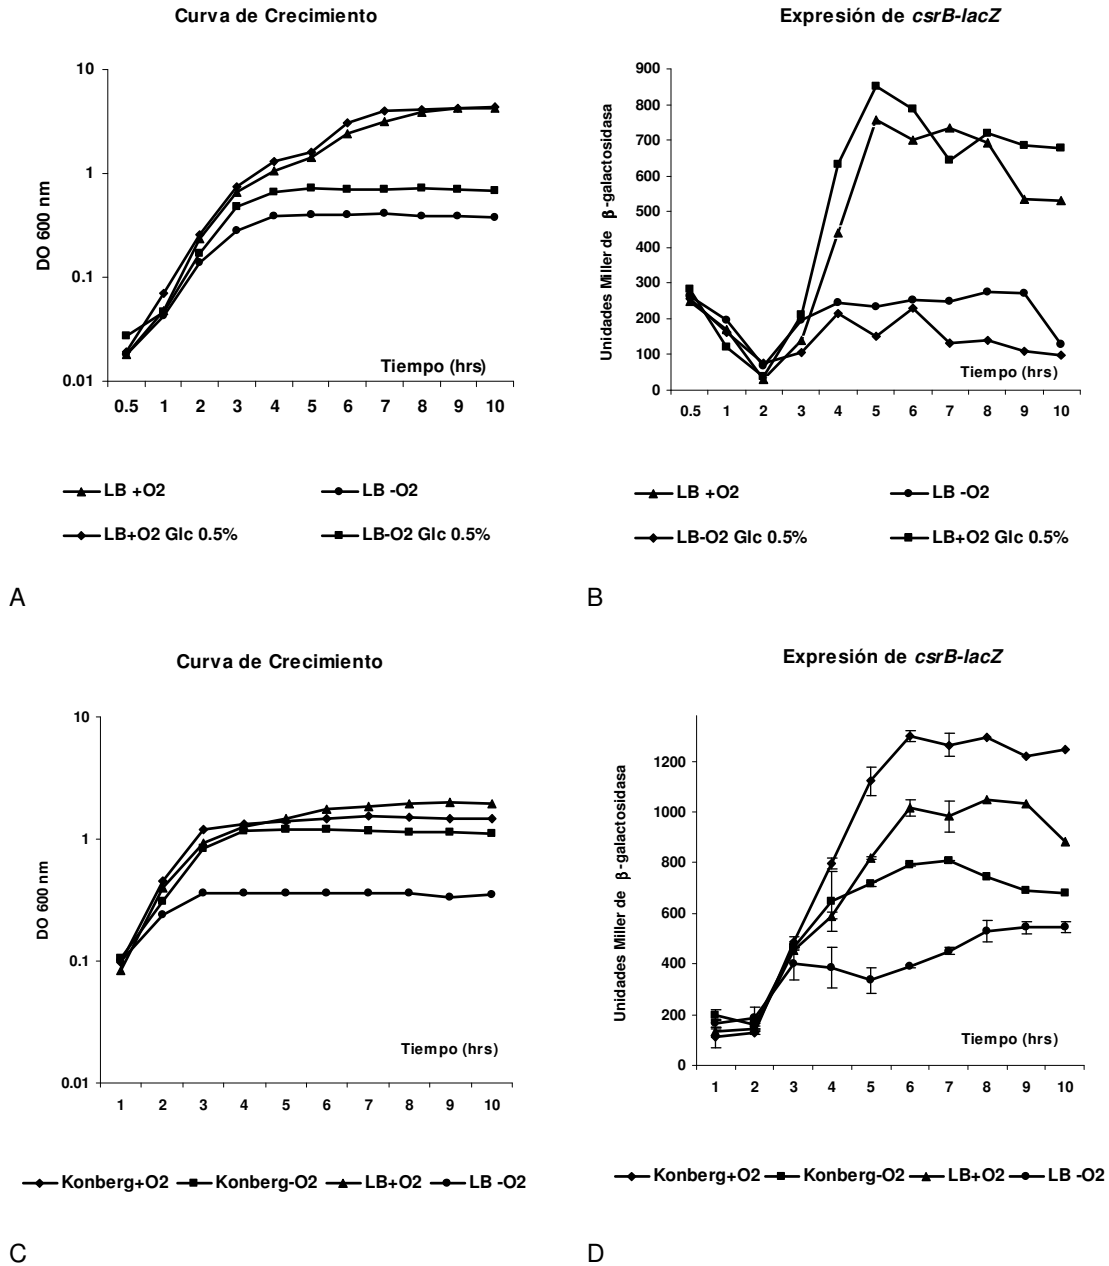 Curva de Crecimiento
10
1
0.1
0.01
DO 600 nm
Tiempo (hrs)
0.5 1 2 3 4 5 6 7 8 9 10
LB +O2 LB -O2
LB+O2 Glc 0.5% LB-O2 Glc 0.5%
A
Expresión de csrB-lacZ
900
800
700
600
500
400
300
200
100
0
Unidades Miller de β-galactosidasa
Tiempo (hrs)
0.5 1 2 3 4 5 6 7 8 9 10
LB +O2 LB -O2
LB-O2 Glc 0.5% LB+O2 Glc 0.5%
B
Curva de Crecimiento
10
1
0.1
0.01
DO 600 nm
Tiempo (hrs)
1 2 3 4 5 6 7 8 9 10
Konberg+O2 Konberg-O2 LB+O2 LB -O2
C
Expresión de csrB-lacZ
1200
1000
800
600
400
200
0
Unidades Miller de β-galactosidasa
Tiempo (hrs)
1 2 3 4 5 6 7 8 9 10
Konberg+O2 Konberg-O2 LB+O2 LB -O2
D